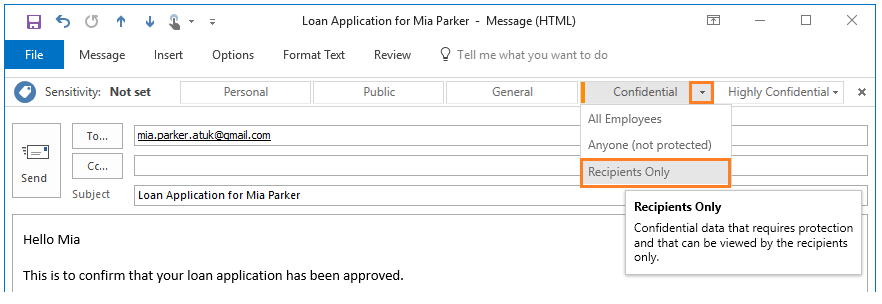 Loan Application for Mia Parker - Message (HTML)
File Message Insert Options Format Text Review Tell me what you want to do
Sensitivity: Not set Personal Public General Confidential Highly Confidential
All Employees
Anyone (not protected)
Recipients Only
Recipients Only
Confidential data that requires protection
and that can be viewed by the recipients
only.
Send
To... mia.parker.atuk@gmail.com
Cc...
Subject Loan Application for Mia Parker
Hello Mia
This is to confirm that your loan application has been approved.